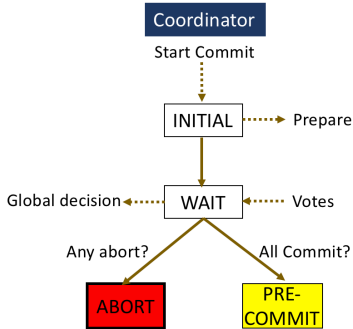 Coordinator
Start Commit
INITIAL
Prepare
Global decision
WAIT
Votes
Any abort?
All Commit?
ABORT
PRE-
COMMIT